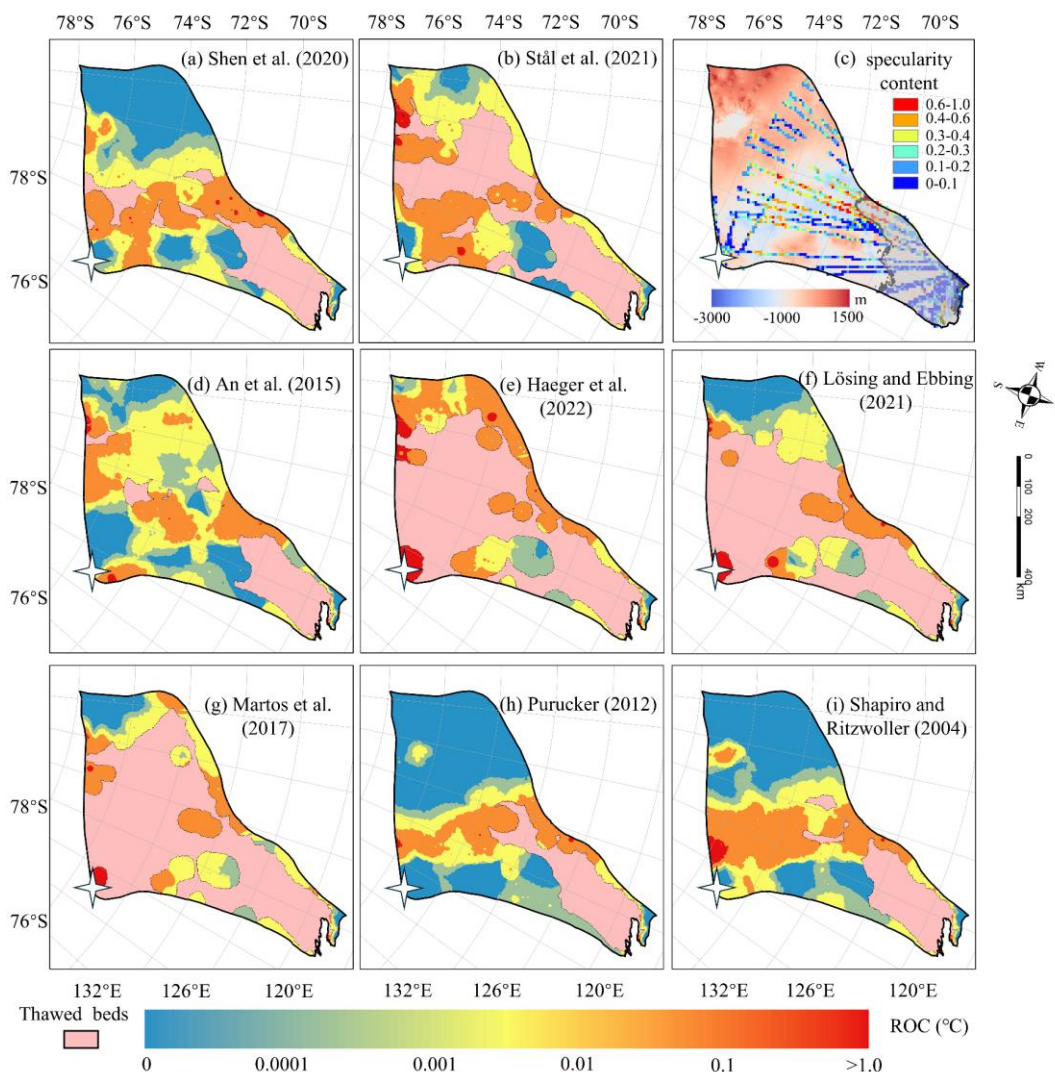 78°S 76°S 74°S 72°S 70°S 78°S 76°S 74°S 72°S 70°S 78°S 76°S 74°S 72°S 70°S
(a) Shen et al. (2020)
(b) Stål et al. (2021)
(c) specularity
content
0.6-1.0
0.4-0.6
0.3-0.4
0.2-0.3
0.1-0.2
0-0.1
m
-3000 -1000 1500
78°S
76°S
(d) An et al. (2015)
(e) Haeger et al.
(2022)
(f) Lösing and Ebbing
(2021)
78°S
76°S
W
S
E
0
100
200
400
km
(g) Martos et al.
(2017)
(h) Purucker (2012)
(i) Shapiro and
Ritzwoller (2004)
78°S
76°S
132°E 126°E 120°E 132°E 126°E 120°E 132°E 126°E 120°E
Thawed beds
ROC (°C)
0 0.0001 0.001 0.01 0.1 >1.0